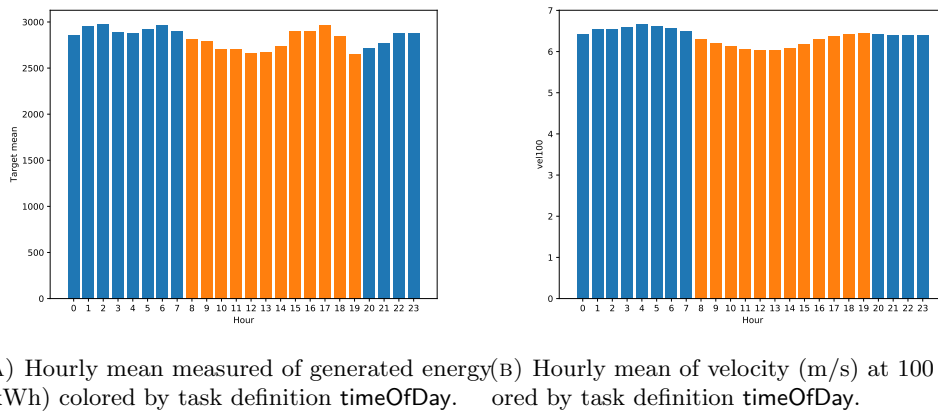 3000
2500
2000
1500
1000
500
0
Target mean
0 1 2 3 4 5 6 7 8 9 10 11 12 13 14 15 16 17 18 19 20 21 22 23
Hour
7
6
5
4
3
2
1
0
vel100
0 1 2 3 4 5 6 7 8 9 10 11 12 13 14 15 16 17 18 19 20 21 22 23
Hour
) Hourly mean measured of generated energy
Wh) colored by task definition timeOfDay.
(B) Hourly mean of velocity (m/s) at 100
ored by task definition timeOfDay.